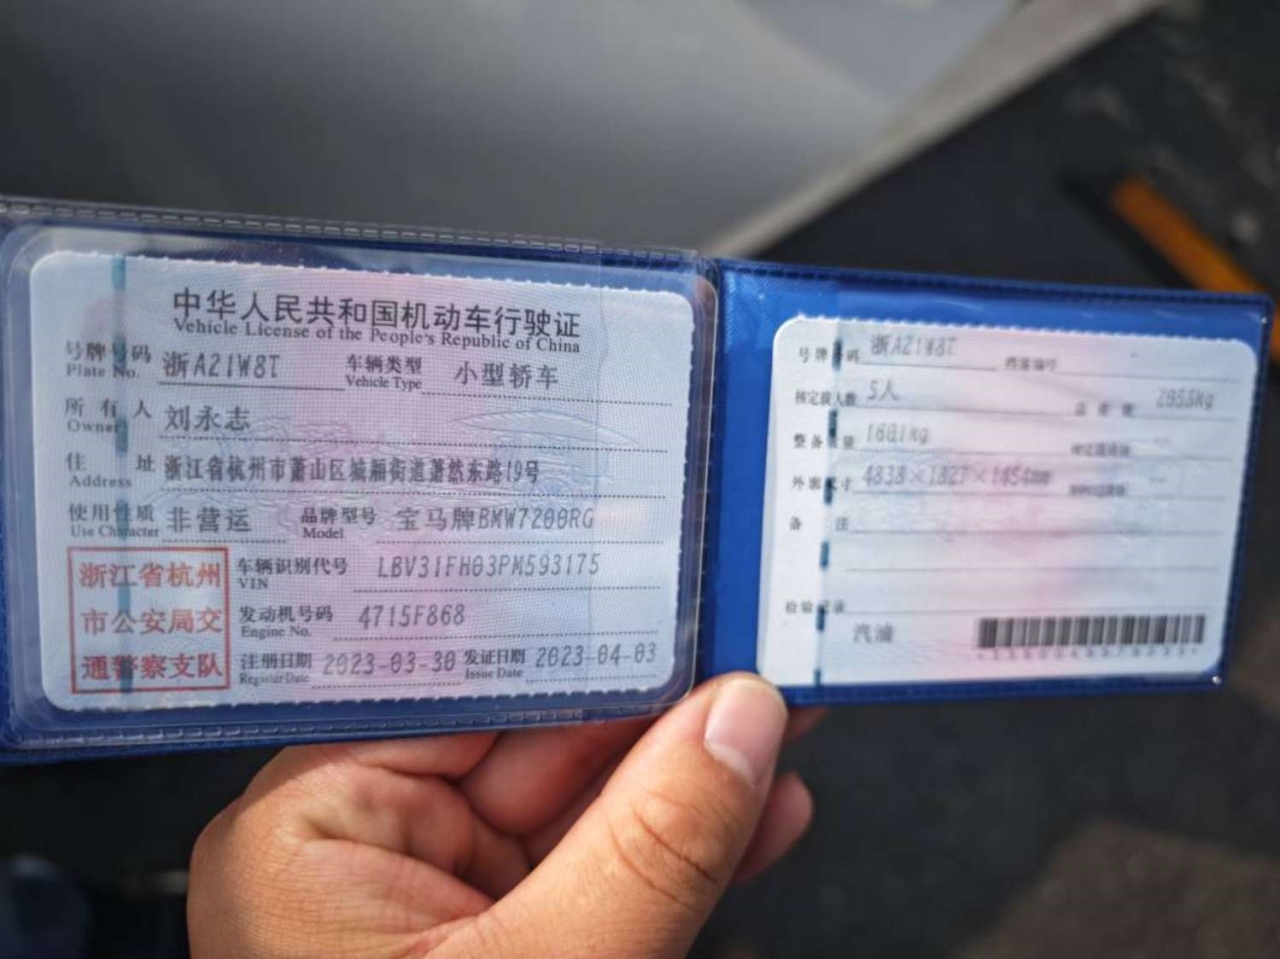 中华人民共和国机动车行驶证
Vehicle License of the People's Republic of China
号牌号码 浙A21W8T 车辆类型 小型轿车
Plate No. Vehicle Type
所有人 刘永志
Owner
住址 浙江省杭州市萧山区城厢街道萧然东路19号
Address
使用性质 非营运 品牌型号 宝马牌BMW7200RG
Use Character Model
浙江省杭州
市公安局交
通警察支队
车辆识别代号 LBV31FH03PM593175
VIN
发动机号码 4715F868
Engine No.
注册日期 2023-03-30 发证日期 2023-04-03
Register Date Issue Date
号牌号码 浙A21W8T 档案编号
核定载人数 5人 总质量
整备质量 1601kg
外廓尺寸 4838×1827×1454mm
备注
检验记录
汽油